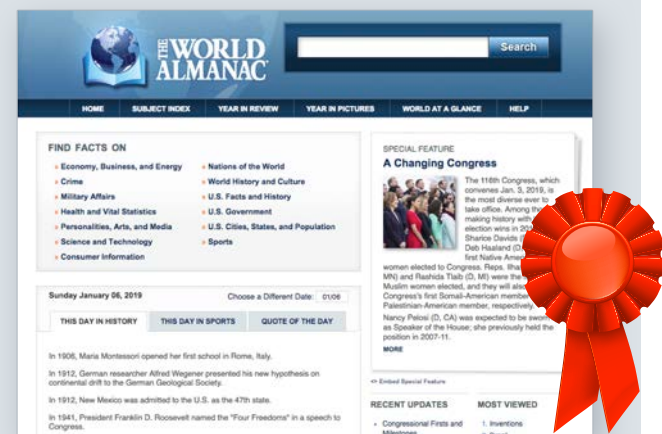 THE WORLD
ALMANAC
Search
HOME SUBJECT INDEX YEAR IN REVIEW YEAR IN PICTURES WORLD AT A GLANCE HELP
FIND FACTS ON
» Economy, Business, and Energy
» Crime
» Military Affairs
» Health and Vital Statistics
» Personalities, Arts, and Media
» Science and Technology
» Consumer Information
» Nations of the World
» World History and Culture
» U.S. Facts and History
» U.S. Government
» U.S. Cities, States, and Population
» Sports
SPECIAL FEATURE
A Changing Congress
The 116th Congress, which
convenes Jan. 3, 2019, is
the most diverse ever to
take office. Among the
making history with
election wins in
Sharice Davids
Deb Haaland (D,
first Native
women elected to Congress. Reps.
MN) and Rashida Tlaib (D, MI) were the
Muslim women elected, and they will also
Congress's first Somali-American member
Palestinian-American member, respectively.
Nancy Pelosi (D, CA) was expected to be
as Speaker of the House; she previously held the
position in 2007-11.
MORE
<> Embed Special Feature
Sunday January 06, 2019 Choose a Different Date: 01/06
THIS DAY IN HISTORY THIS DAY IN SPORTS QUOTE OF THE DAY
In 1906, Maria Montessori opened her first school in Rome, Italy.
In 1912, German researcher Alfred Wegener presented his new hypothesis on
continental drift to the German Geological Society.
In 1912, New Mexico was admitted to the U.S. as the 47th state.
In 1941, President Franklin D. Roosevelt named the "Four Freedoms" in a speech to
Congress.
RECENT UPDATES MOST VIEWED
Congressional Firsts and
Milestones
1. Inventions